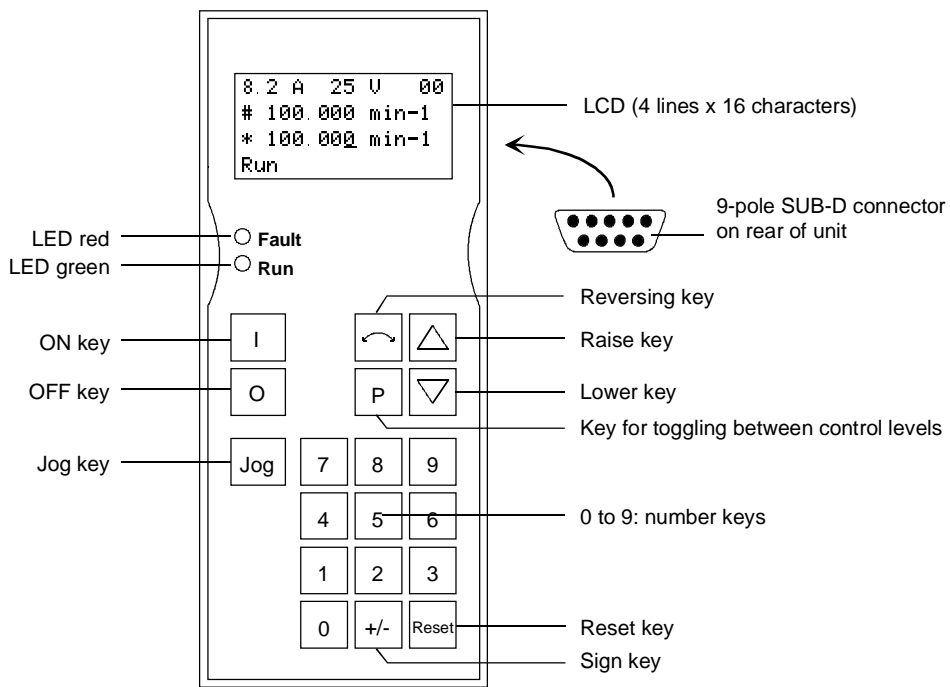 8.2 A 25 V 00
# 100.000 min-1
* 100.000 min-1
Run
LCD (4 lines x 16 characters)
9-pole SUB-D connector
on rear of unit
LED red
Fault
LED green
Run
Reversing key
ON key
I
Raise key
OFF key
O
P
Lower key
Key for toggling between control levels
Jog key
Jog
7
8
9
4
5
6
0 to 9: number keys
1
2
3
0
+/-
Reset
Reset key
Sign key